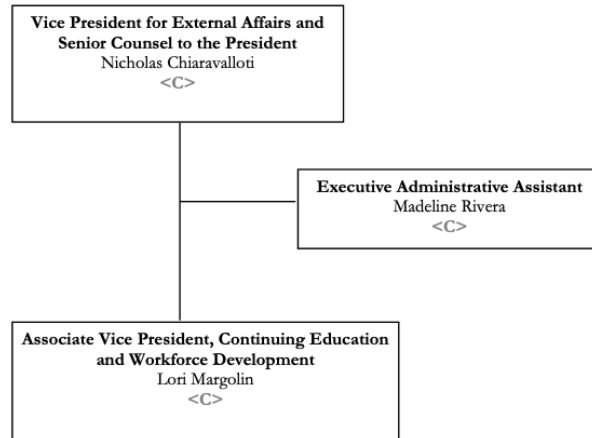 Vice President for External Affairs and
Senior Counsel to the President
Nicholas Chiaravalloti
<C>
Executive Administrative Assistant
Madeline Rivera
<C>
Associate Vice President, Continuing Education
and Workforce Development
Lori Margolin
<C>